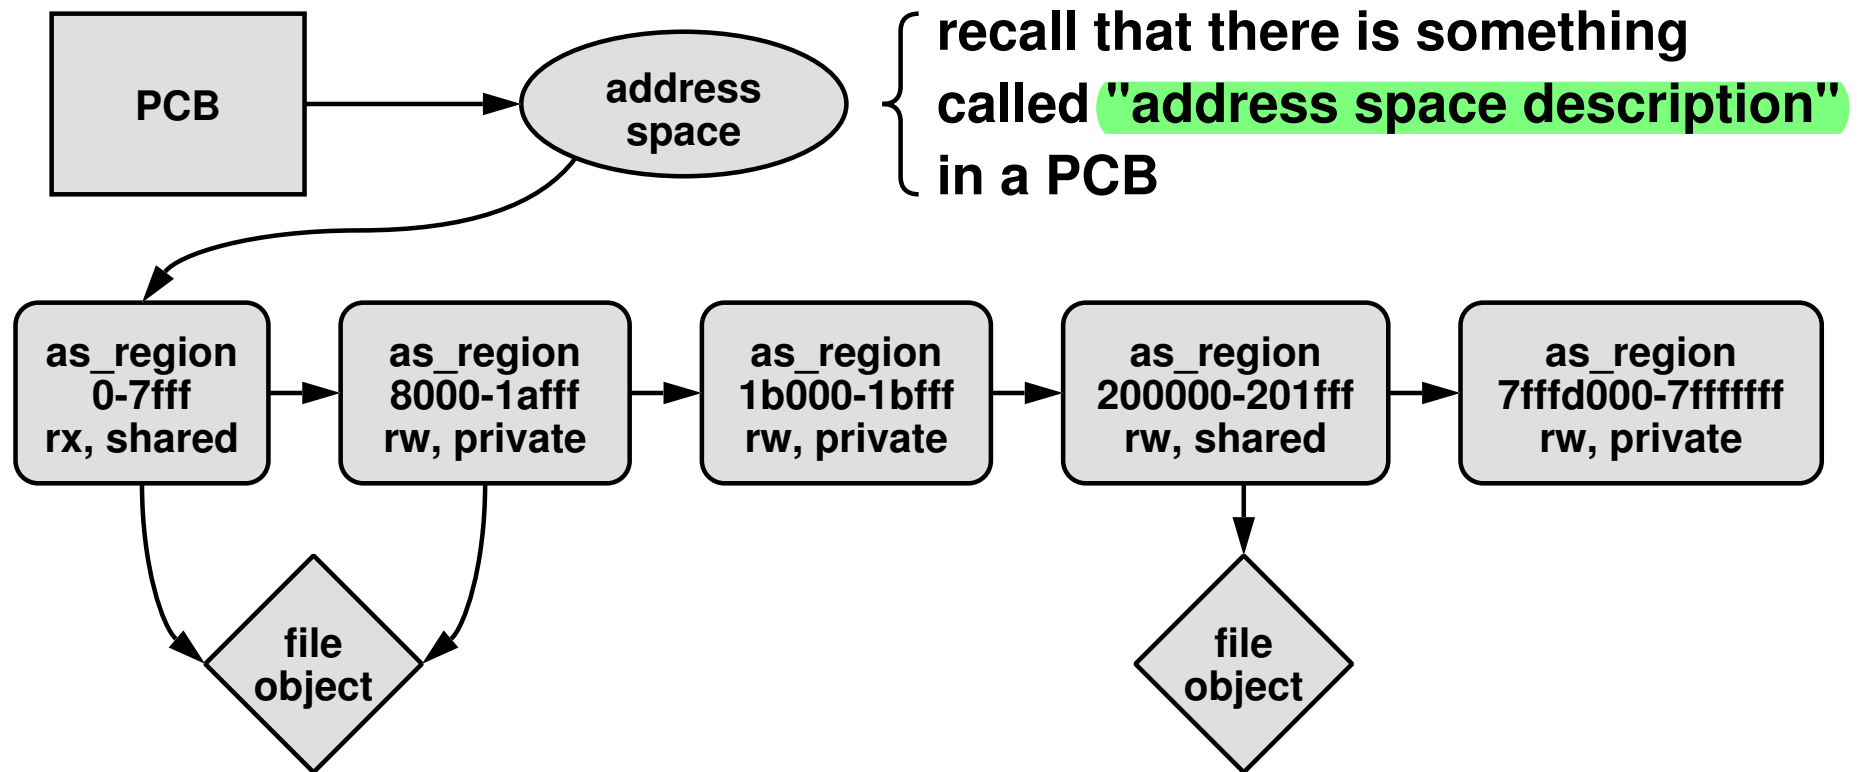 PCB
address
space
recall that there is something
called "address space description"
in a PCB
as_region
0-7fff
rx, shared
as_region
8000-1afff
rw, private
as_region
1b000-1bfff
rw, private
as_region
200000-201fff
rw, shared
as_region
7fffd000-7fffffff
rw, private
file
object
file
object